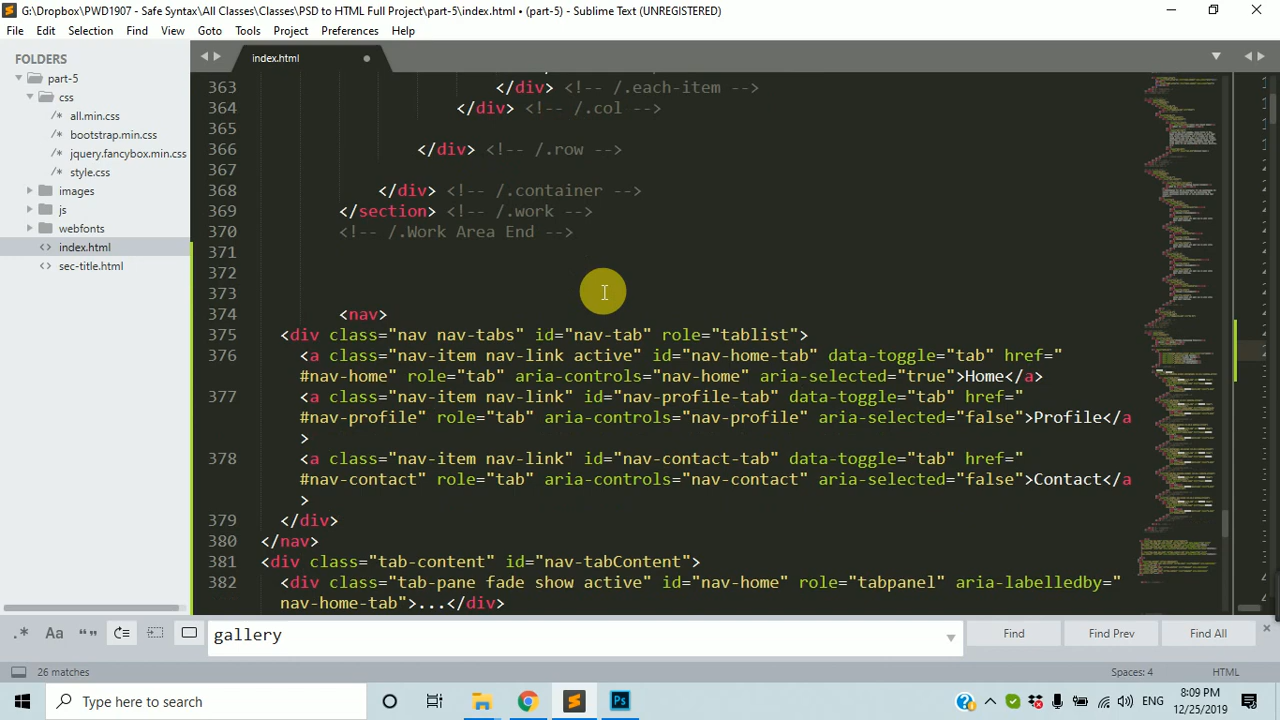 G:\Dropbox\PWD1907 - Safe Syntax\All Classes\Classes\PSD to HTML Full Project\part-5\index.html • (part-5) - Sublime Text (UNREGISTERED)
File Edit Selection Find View Goto Tools Project Preferences Help
FOLDERS
part-5
css
all.min.css
bootstrap.min.css
jquery.fancybox.min.css
style.css
images
js
webfonts
index.html
sec-title.html
index.html
363 </div> <!-- /.each-item -->
364 </div> <!-- /.col -->
365
366 </div> <!-- /.row -->
367
368 </div> <!-- /.container -->
369 </section> <!-- /.work -->
370 <!-- /.Work Area End -->
371
372
373
374 <nav>
375 <div class="nav nav-tabs" id="nav-tab" role="tablist">
376 <a class="nav-item nav-link active" id="nav-home-tab" data-toggle="tab" href="
#nav-home" role="tab" aria-controls="nav-home" aria-selected="true">Home</a>
377 <a class="nav-item nav-link" id="nav-profile-tab" data-toggle="tab" href="
#nav-profile" role="tab" aria-controls="nav-profile" aria-selected="false">Profile</a
>
378 <a class="nav-item nav-link" id="nav-contact-tab" data-toggle="tab" href="
#nav-contact" role="tab" aria-controls="nav-contact" aria-selected="false">Contact</a
>
379 </div>
380 </nav>
381 <div class="tab-content" id="nav-tabContent">
382 <div class="tab-pane fade show active" id="nav-home" role="tabpanel" aria-labelledby="
nav-home-tab">...</div>
.* Aa “” gallery Find Find Prev Find All
26 matches Spaces: 4 HTML
Type here to search
Ps
ENG
8:09 PM
12/25/2019